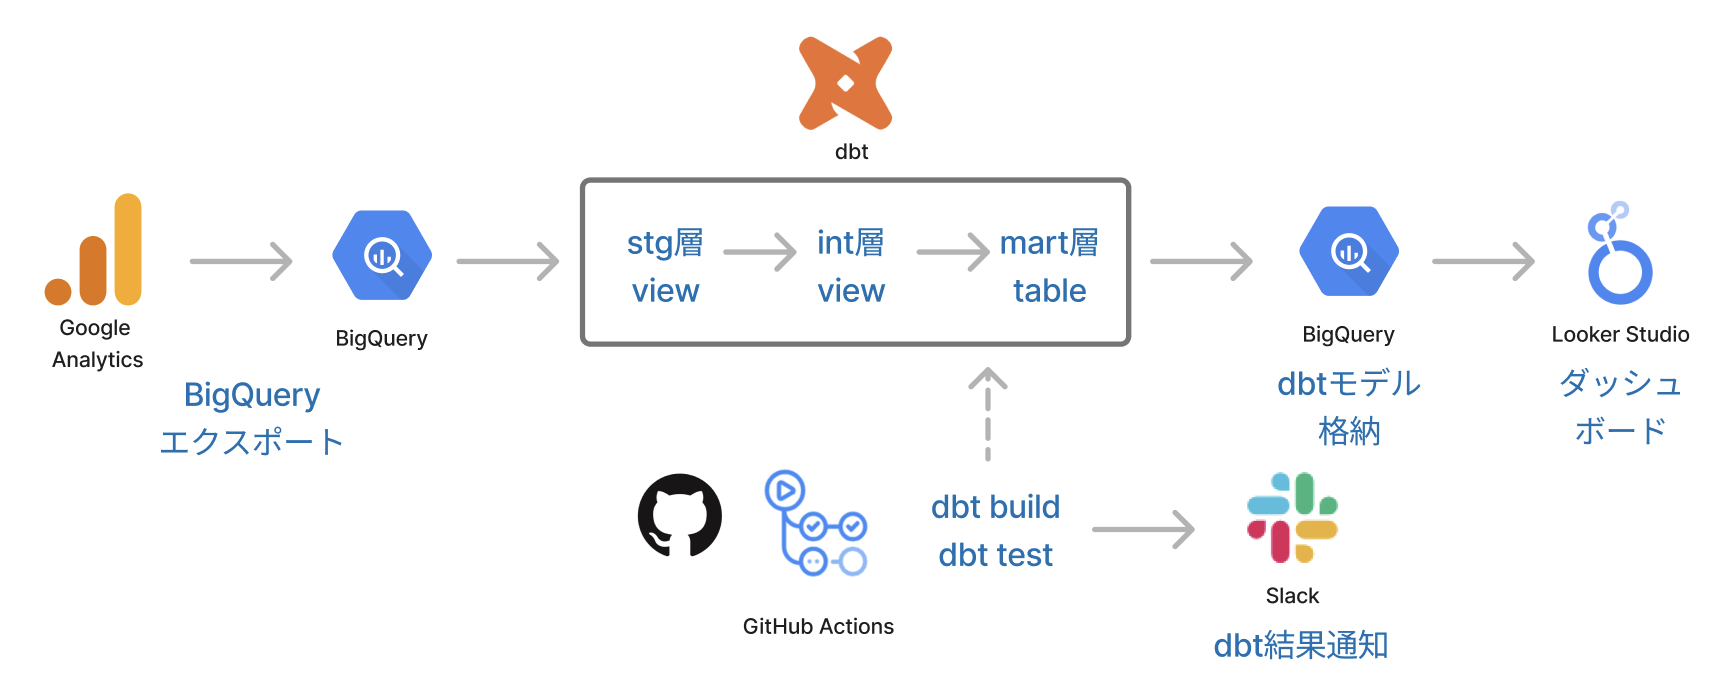 dbt
stg層
view
int層
view
mart層
table
Google
Analytics
BigQuery
BigQuery
エクスポート
BigQuery
dbtモデル
格納
Looker Studio
ダッシュ
ボード
GitHub Actions
dbt build
dbt test
Slack
dbt結果通知